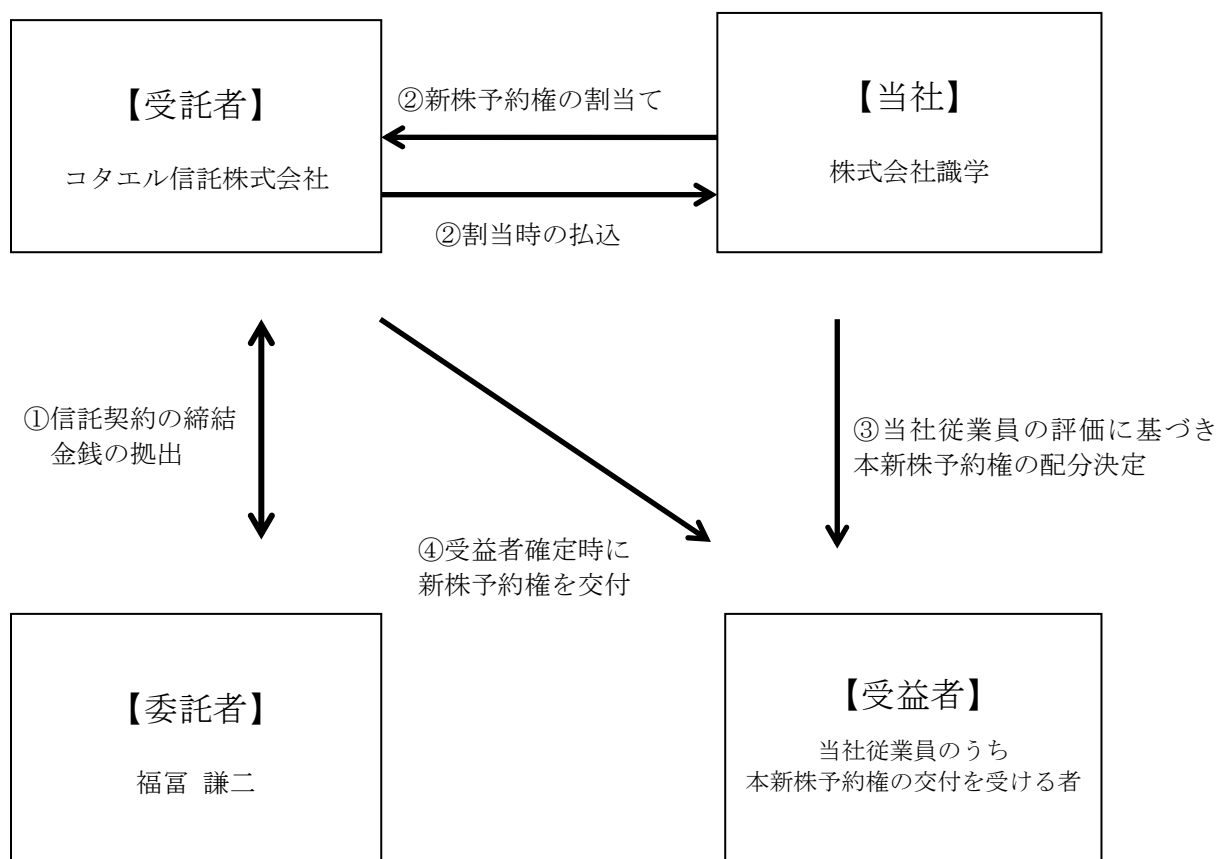 【受託者】
コタエル信託株式会社
②新株予約権の割当て
②割当時の払込
【当社】
株式会社識学
①信託契約の締結
金銭の拠出
③当社従業員の評価に基づき
本新株予約権の配分決定
④受益者確定時に
新株予約権を交付
【委託者】
福冨 謙二
【受益者】
当社従業員のうち
本新株予約権の交付を受ける者